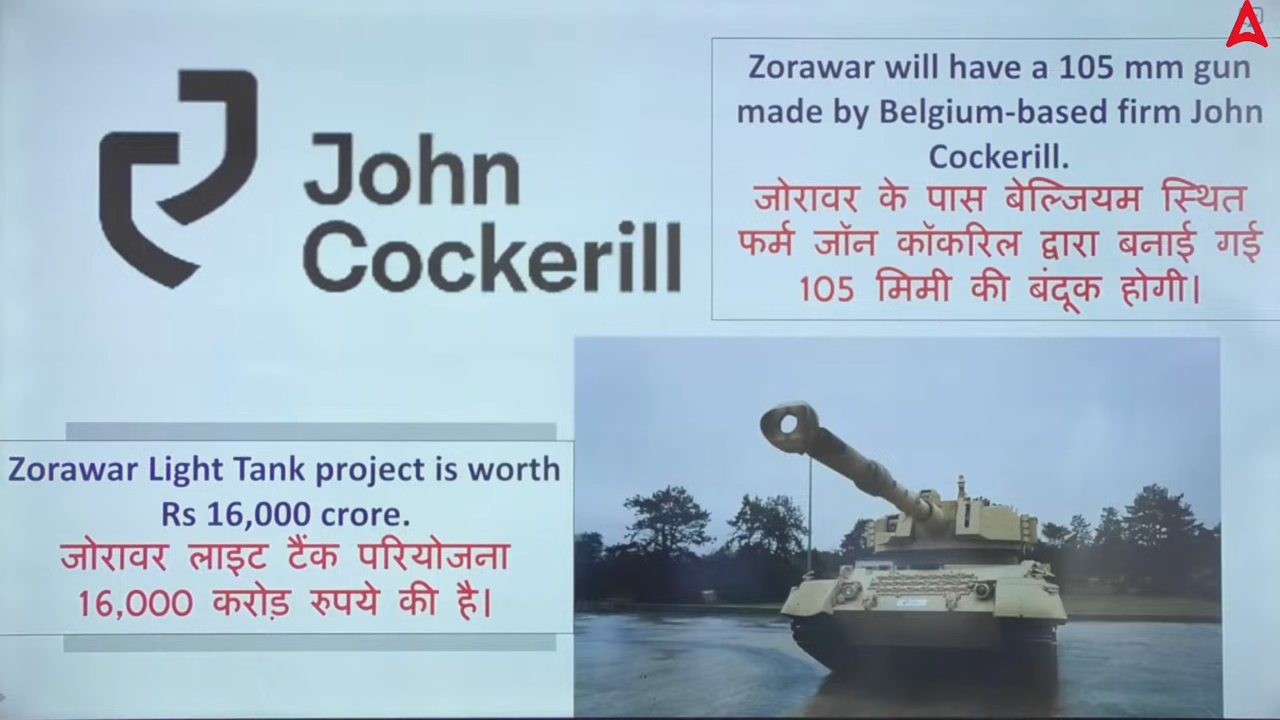 John
Cockerill
Zorawar will have a 105 mm gun
made by Belgium-based firm John
Cockerill.
जोरावर के पास बेल्जियम स्थित
फर्म जॉन कॉकरिल द्वारा बनाई गई
105 मिमी की बंदूक होगी।
Zorawar Light Tank project is worth
Rs 16,000 crore.
जोरावर लाइट टैंक परियोजना
16,000 करोड़ रुपये की है।